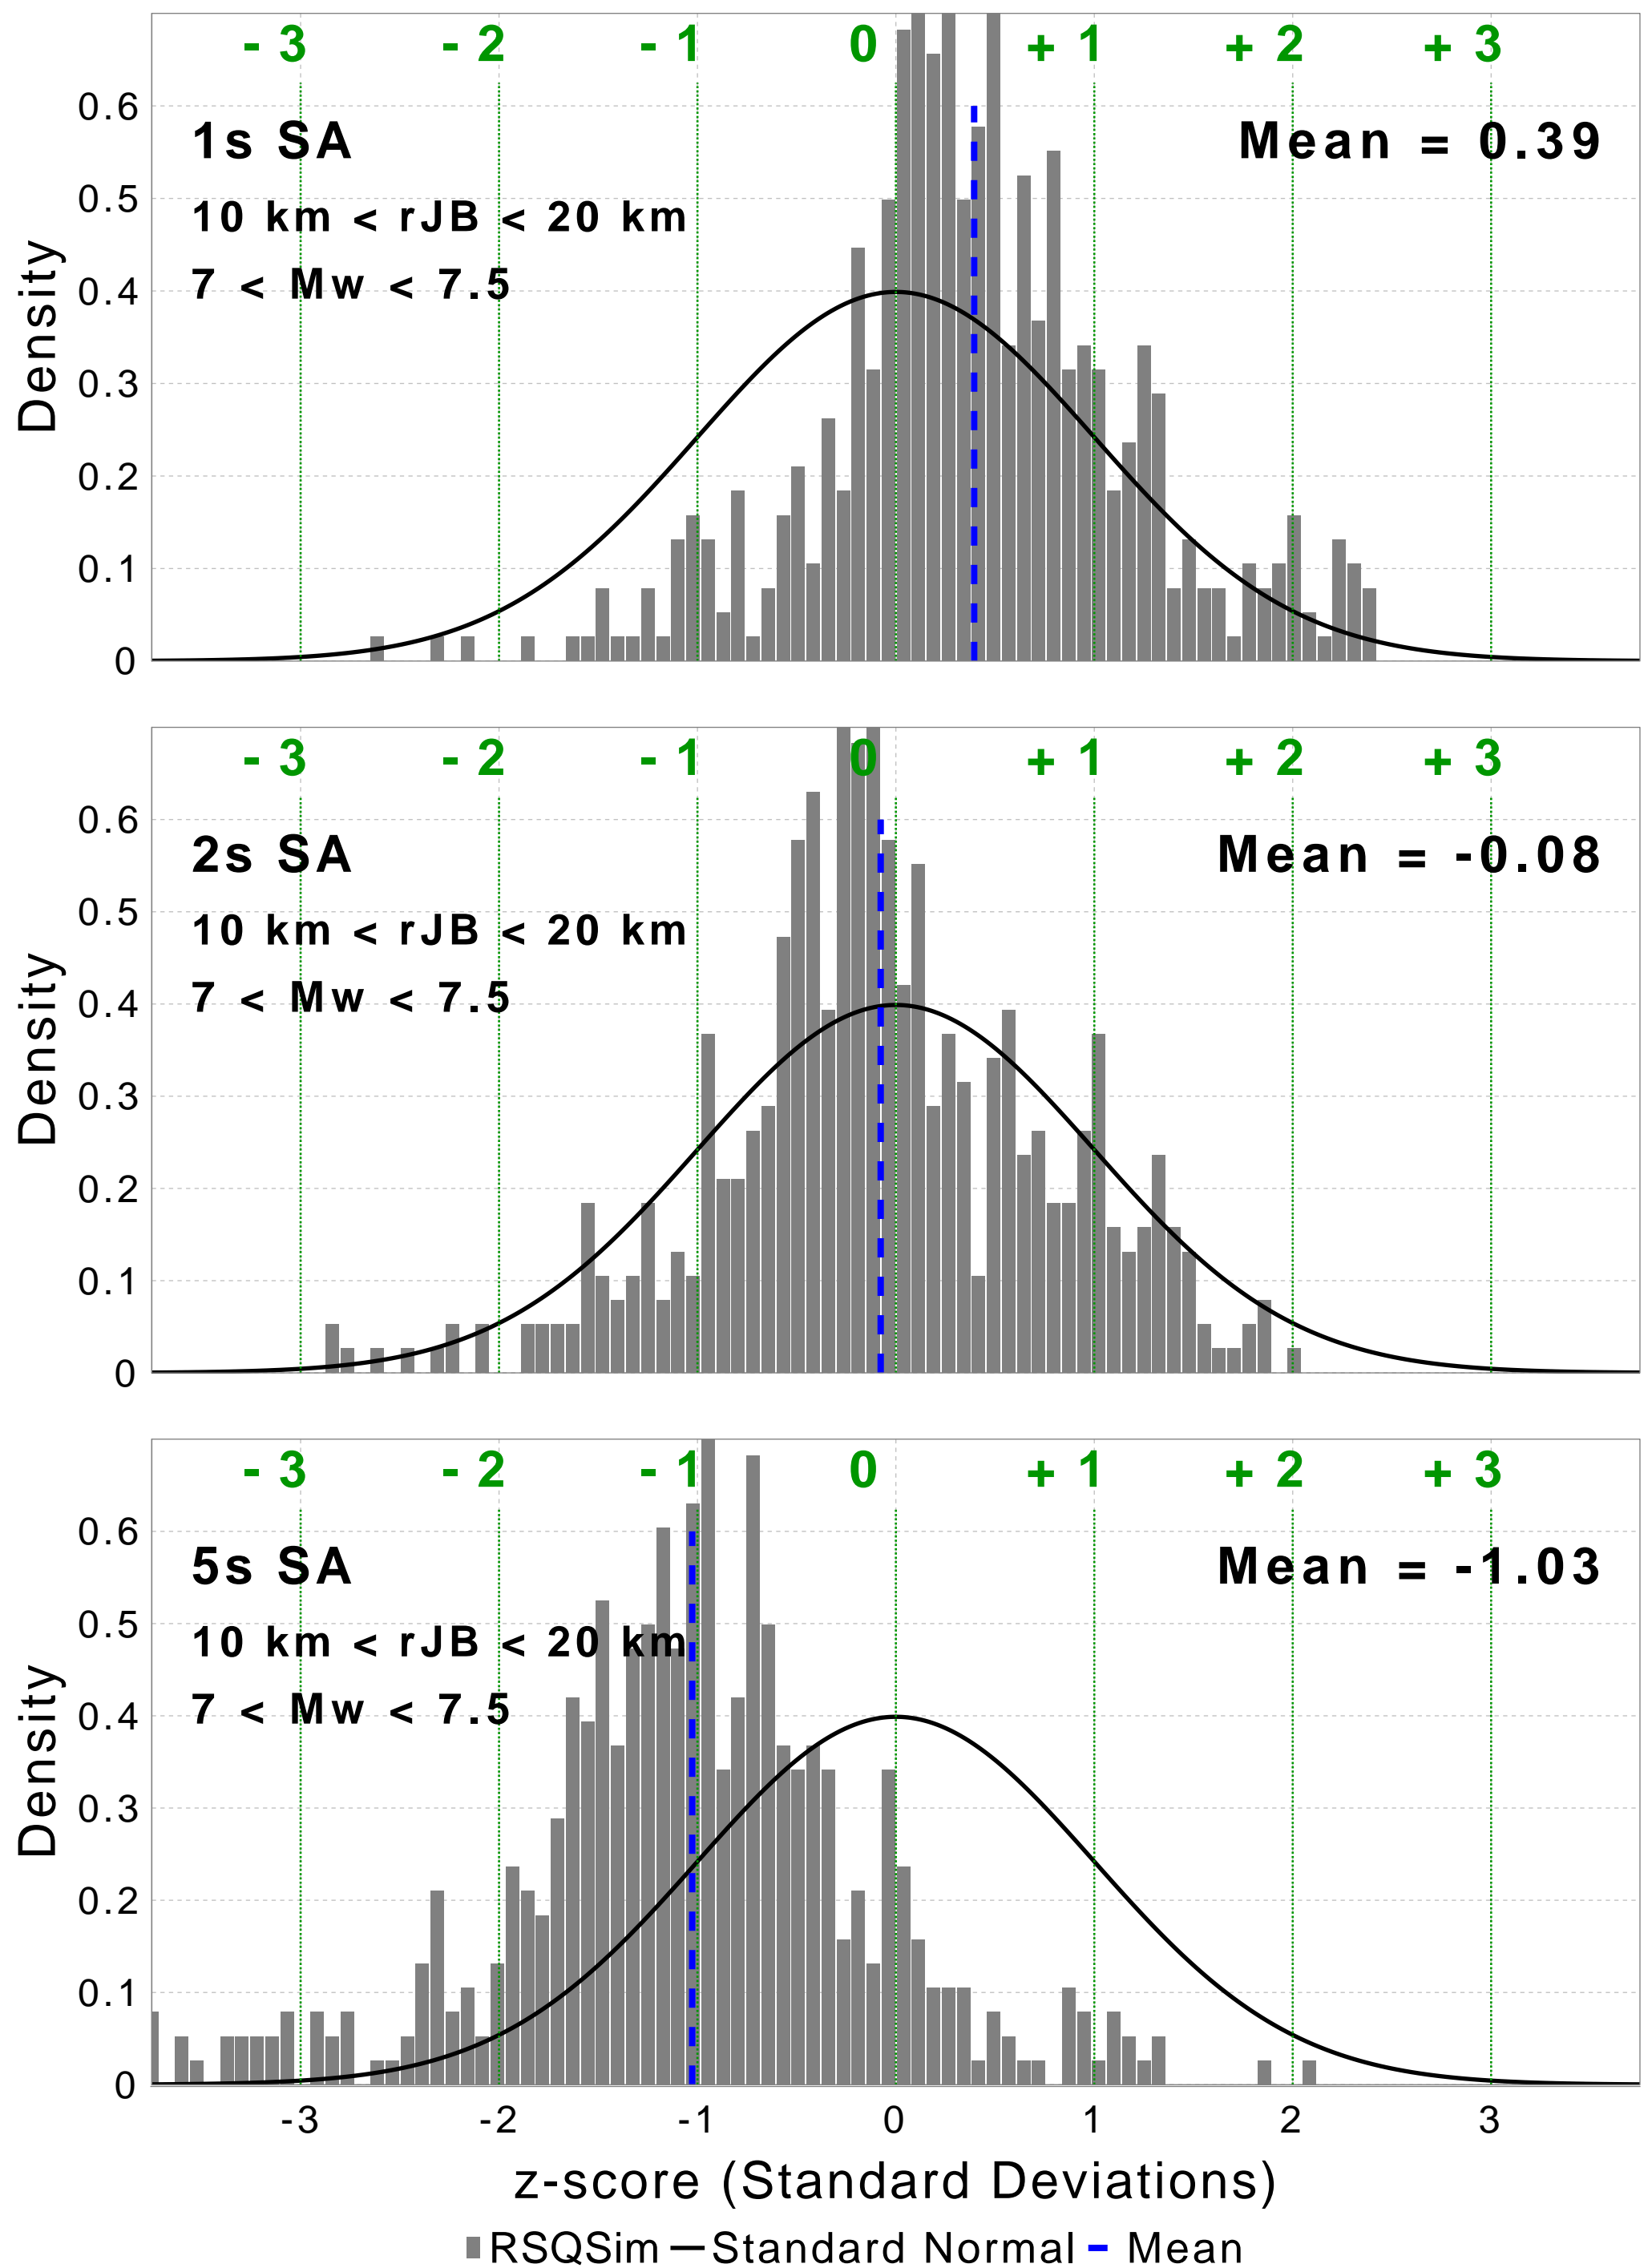 - 3 - 2 - 1 0 + 1 + 2 + 3
0.6
1s SA Mean = 0.39
0.5
10 km < rJB < 20 km
0.4
7 < Mw < 7.5
Density
0.3
0.2
0.1
0
- 3 - 2 - 1 0 + 1 + 2 + 3
0.6
2s SA Mean = -0.08
0.5
10 km < rJB < 20 km
0.4
7 < Mw < 7.5
Density
0.3
0.2
0.1
0
- 3 - 2 - 1 0 + 1 + 2 + 3
0.6
5s SA Mean = -1.03
0.5
10 km < rJB < 20 km
0.4
7 < Mw < 7.5
Density
0.3
0.2
0.1
0
-3 -2 -1 0 1 2 3
z-score (Standard Deviations)
RSQSim Standard Normal Mean